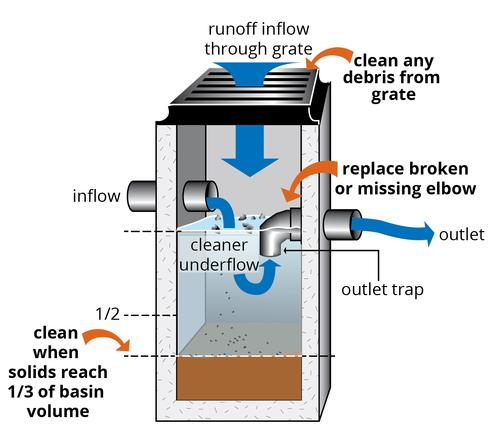 runoff inflow
through grate
clean any
debris from
grate
replace broken
or missing elbow
inflow
outlet
cleaner
underflow
outlet trap
1/2
clean
when
solids reach
1/3 of basin
volume